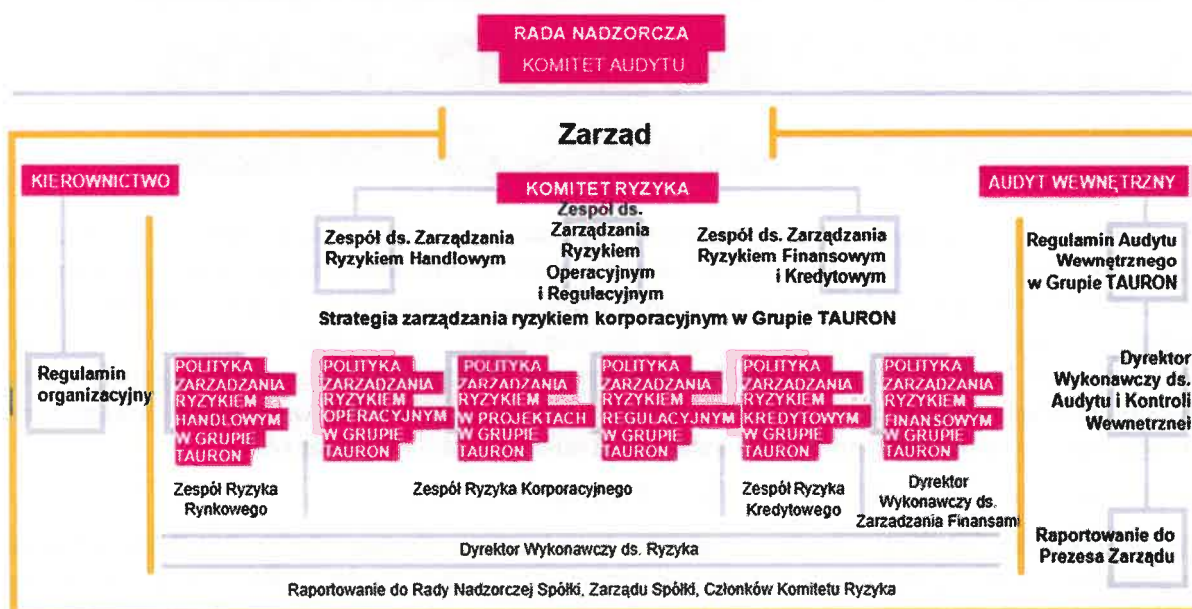 RADA NADZORCZA
KOMITET AUDYTU
Zarząd
KIEROWNICTWO
KOMITET RYZYKA
AUDYT WEWNĘTRZNY
Zespół ds. Zarządzania
Ryzykiem Handlowym
Zespół ds.
Zarządzania
Ryzykiem
Operacyjnym
i Regulacyjnym
Zespół ds. Zarządzania
Ryzykiem Finansowym
i Kredytowym
Regulamin Audytu
Wewnętrznego
w Grupie TAURON
Strategia zarządzania ryzykiem korporacyjnym w Grupie TAURON
Regulamin
organizacyjny
POLITYKA
ZARZĄDZANIA
RYZYKIEM
HANDLOWYM
W GRUPIE
TAURON
POLITYKA
ZARZĄDZANIA
RYZYKIEM
OPERACYJNYM
W GRUPIE
TAURON
POLITYKA
ZARZĄDZANIA
RYZYKIEM
W PROJEKTACH
W GRUPIE
TAURON
POLITYKA
ZARZĄDZANIA
RYZYKIEM
REGULACYJNYM
W GRUPIE
TAURON
POLITYKA
ZARZĄDZANIA
RYZYKIEM
KREDYTOWYM
W GRUPIE
TAURON
POLITYKA
ZARZĄDZANIA
RYZYKIEM
FINANSOWYM
W GRUPIE
TAURON
Dyrektor
Wykonawczy ds.
Audytu i Kontroli
Wewnetrznei
Zespół Ryzyka
Rynkowego
Zespół Ryzyka Korporacyjnego
Zespół Ryzyka
Kredytowego
Dyrektor
Wykonawczy ds.
Zarzadzania Finansami
Raportowanie do
Prezesa Zarządu
Dyrektor Wykonawczy ds. Ryzyka
Raportowanie do Rady Nadzorczej Spółki, Zarządu Spółki, Członków Komitetu Ryzyka